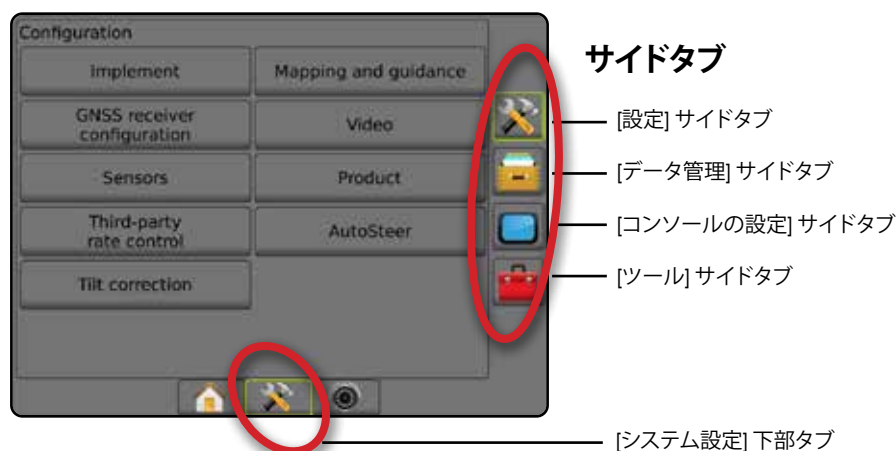 Configuration
Implement
Mapping and guidance
GNSS receiver
configuration
Video
Sensors
Product
Third-party
rate control
AutoSteer
Tilt correction
サイドタブ
[設定] サイドタブ
[データ管理] サイドタブ
[コンソールの設定] サイドタブ
[ツール] サイドタブ
[システム設定] 下部タブ